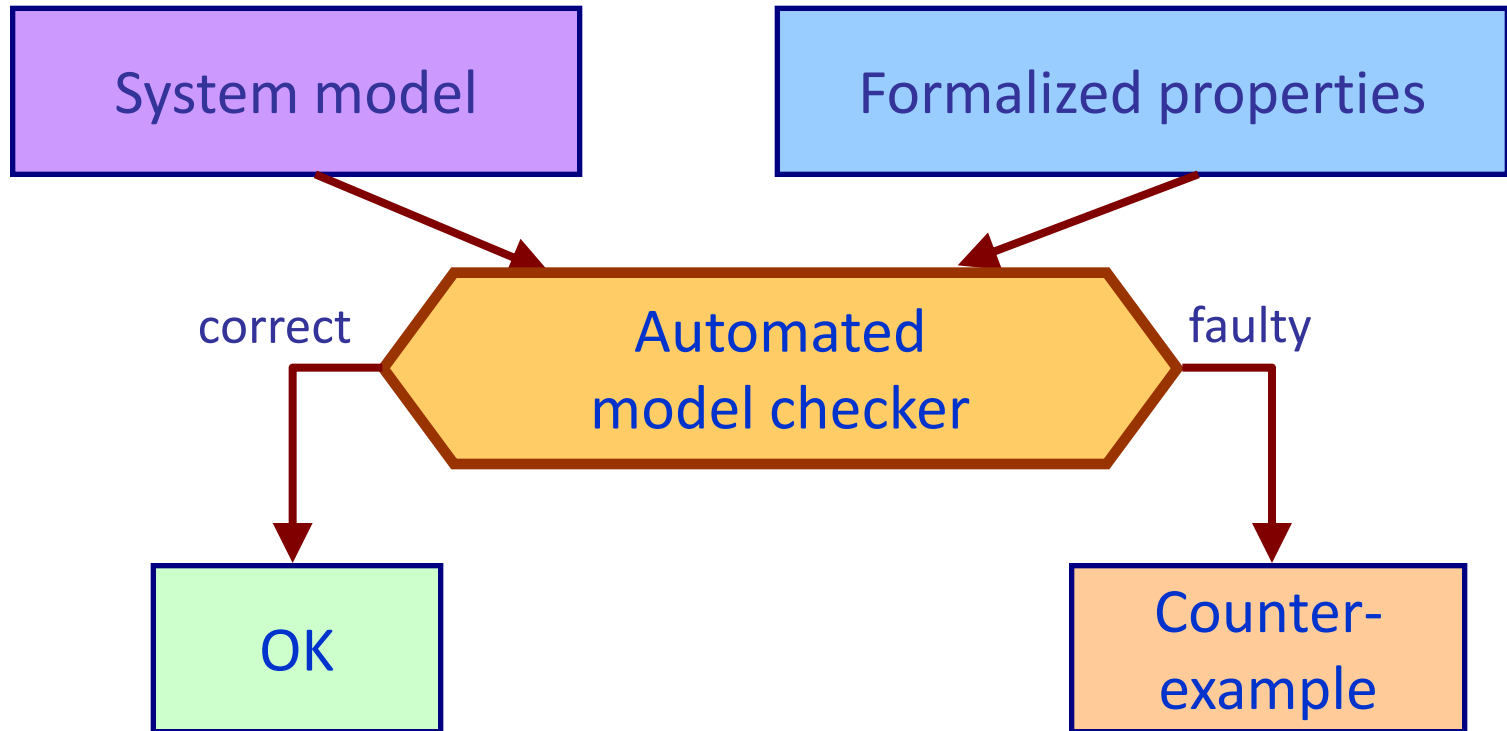 System model
Formalized properties
correct
Automated
model checker
faulty
OK
Counter-
example